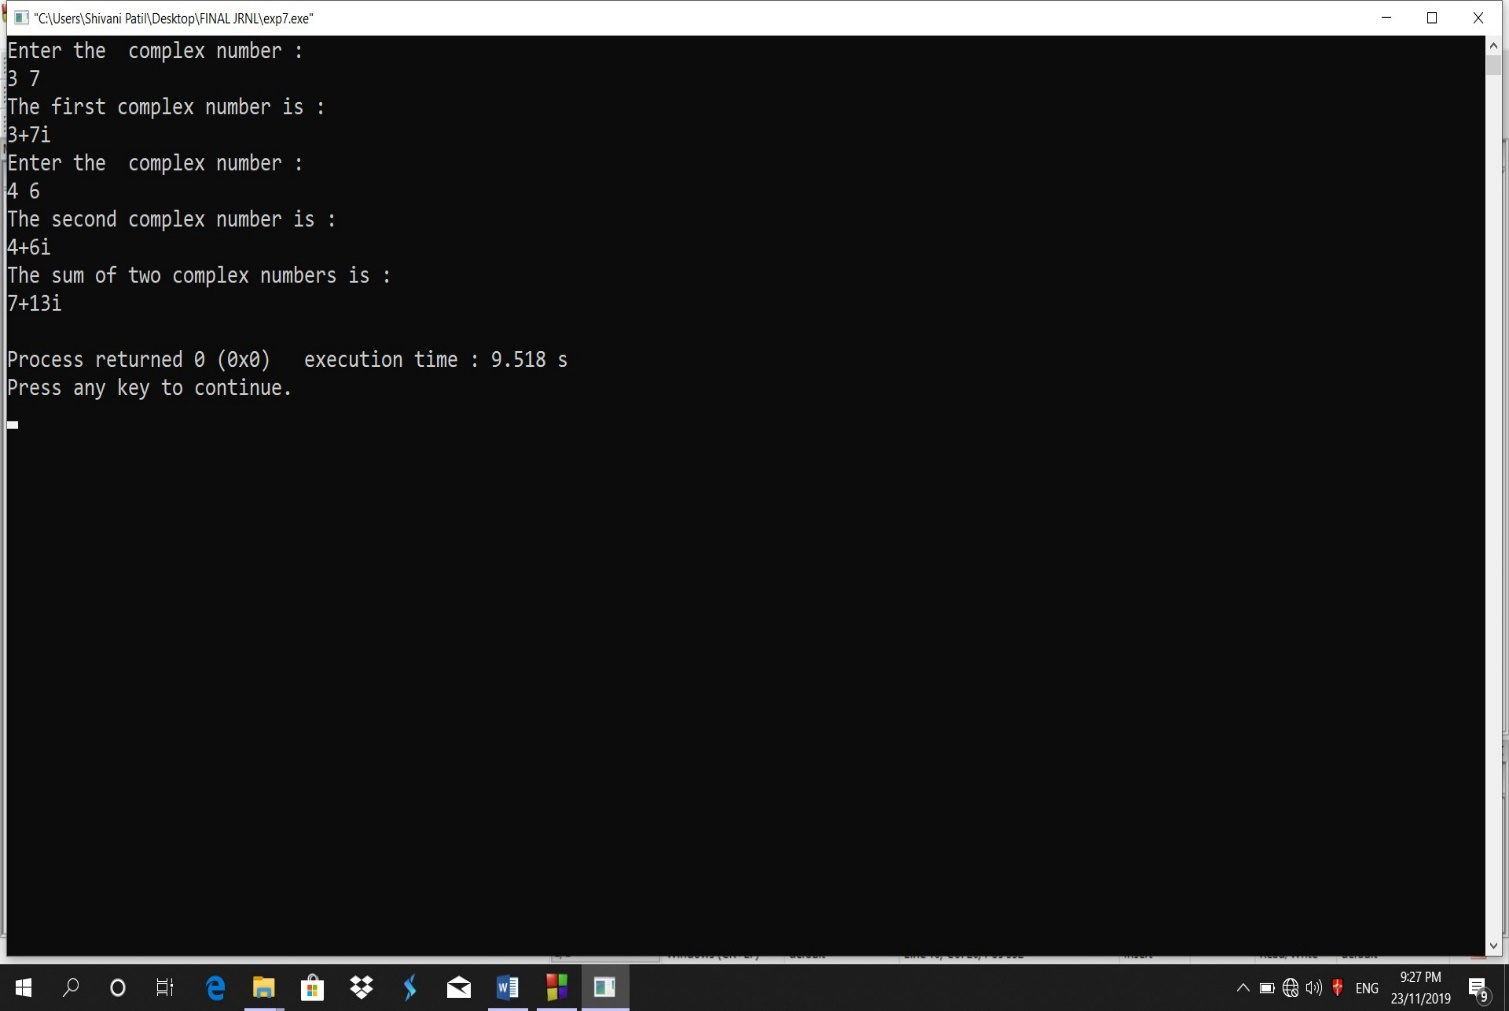 "C:\Users\Shivani Patil\Desktop\FINAL JRNL\exp7.exe"
Enter the  complex number :
3 7
The first complex number is :
3+7i
Enter the  complex number :
4 6
The second complex number is :
4+6i
The sum of two complex numbers is :
7+13i
Process returned 0 (0x0)   execution time : 9.518 s
Press any key to continue.
ENG
9:27 PM
23/11/2019
9